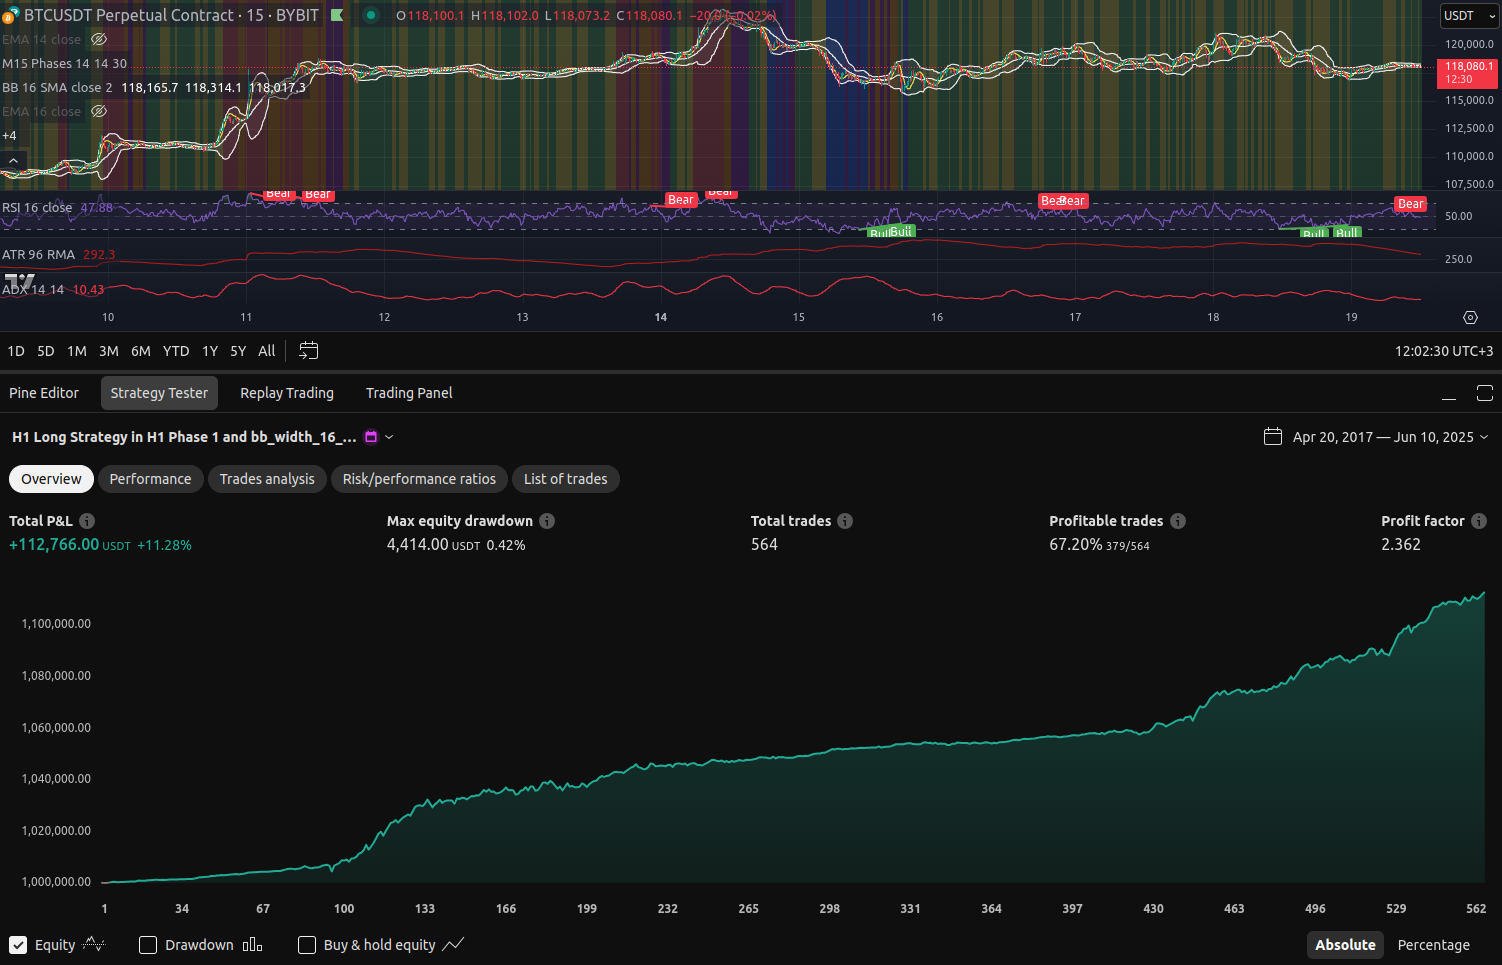 BTCUSDT Perpetual Contract · 15 · BYBIT O118,100.1 H118,102.0 L118,073.2 C118,080.1 −20.0 (−0.02%) USDT
EMA 14 close
M15 Phases 14 14 30
BB 16 SMA close 2 118,165.7 118,314.1 118,017.3
EMA 16 close
+4
120,000.0
118,080.1
12:30
115,000.0
112,500.0
110,000.0
107,500.0
RSI 16 close 47.88
Bear Bear Bear Bear Bear Bear Bear
Bull Bull Bull Bull
50.00
ATR 96 RMA 292.3
250.0
ADX 14 14 10.43
10 11 12 13 14 15 16 17 18 19
1D 5D 1M 3M 6M YTD 1Y 5Y All 12:02:30 UTC+3
Pine Editor Strategy Tester Replay Trading Trading Panel
H1 Long Strategy in H1 Phase 1 and bb_width_16_... Apr 20, 2017 — Jun 10, 2025
Overview Performance Trades analysis Risk/performance ratios List of trades
Total P&L Max equity drawdown Total trades Profitable trades Profit factor
+112,766.00 USDT +11.28% 4,414.00 USDT 0.42% 564 67.20% 379/564 2.362
1,100,000.00
1,080,000.00
1,060,000.00
1,040,000.00
1,020,000.00
1,000,000.00
1 34 67 100 133 166 199 232 265 298 331 364 397 430 463 496 529 562
Equity Drawdown Buy & hold equity Absolute Percentage